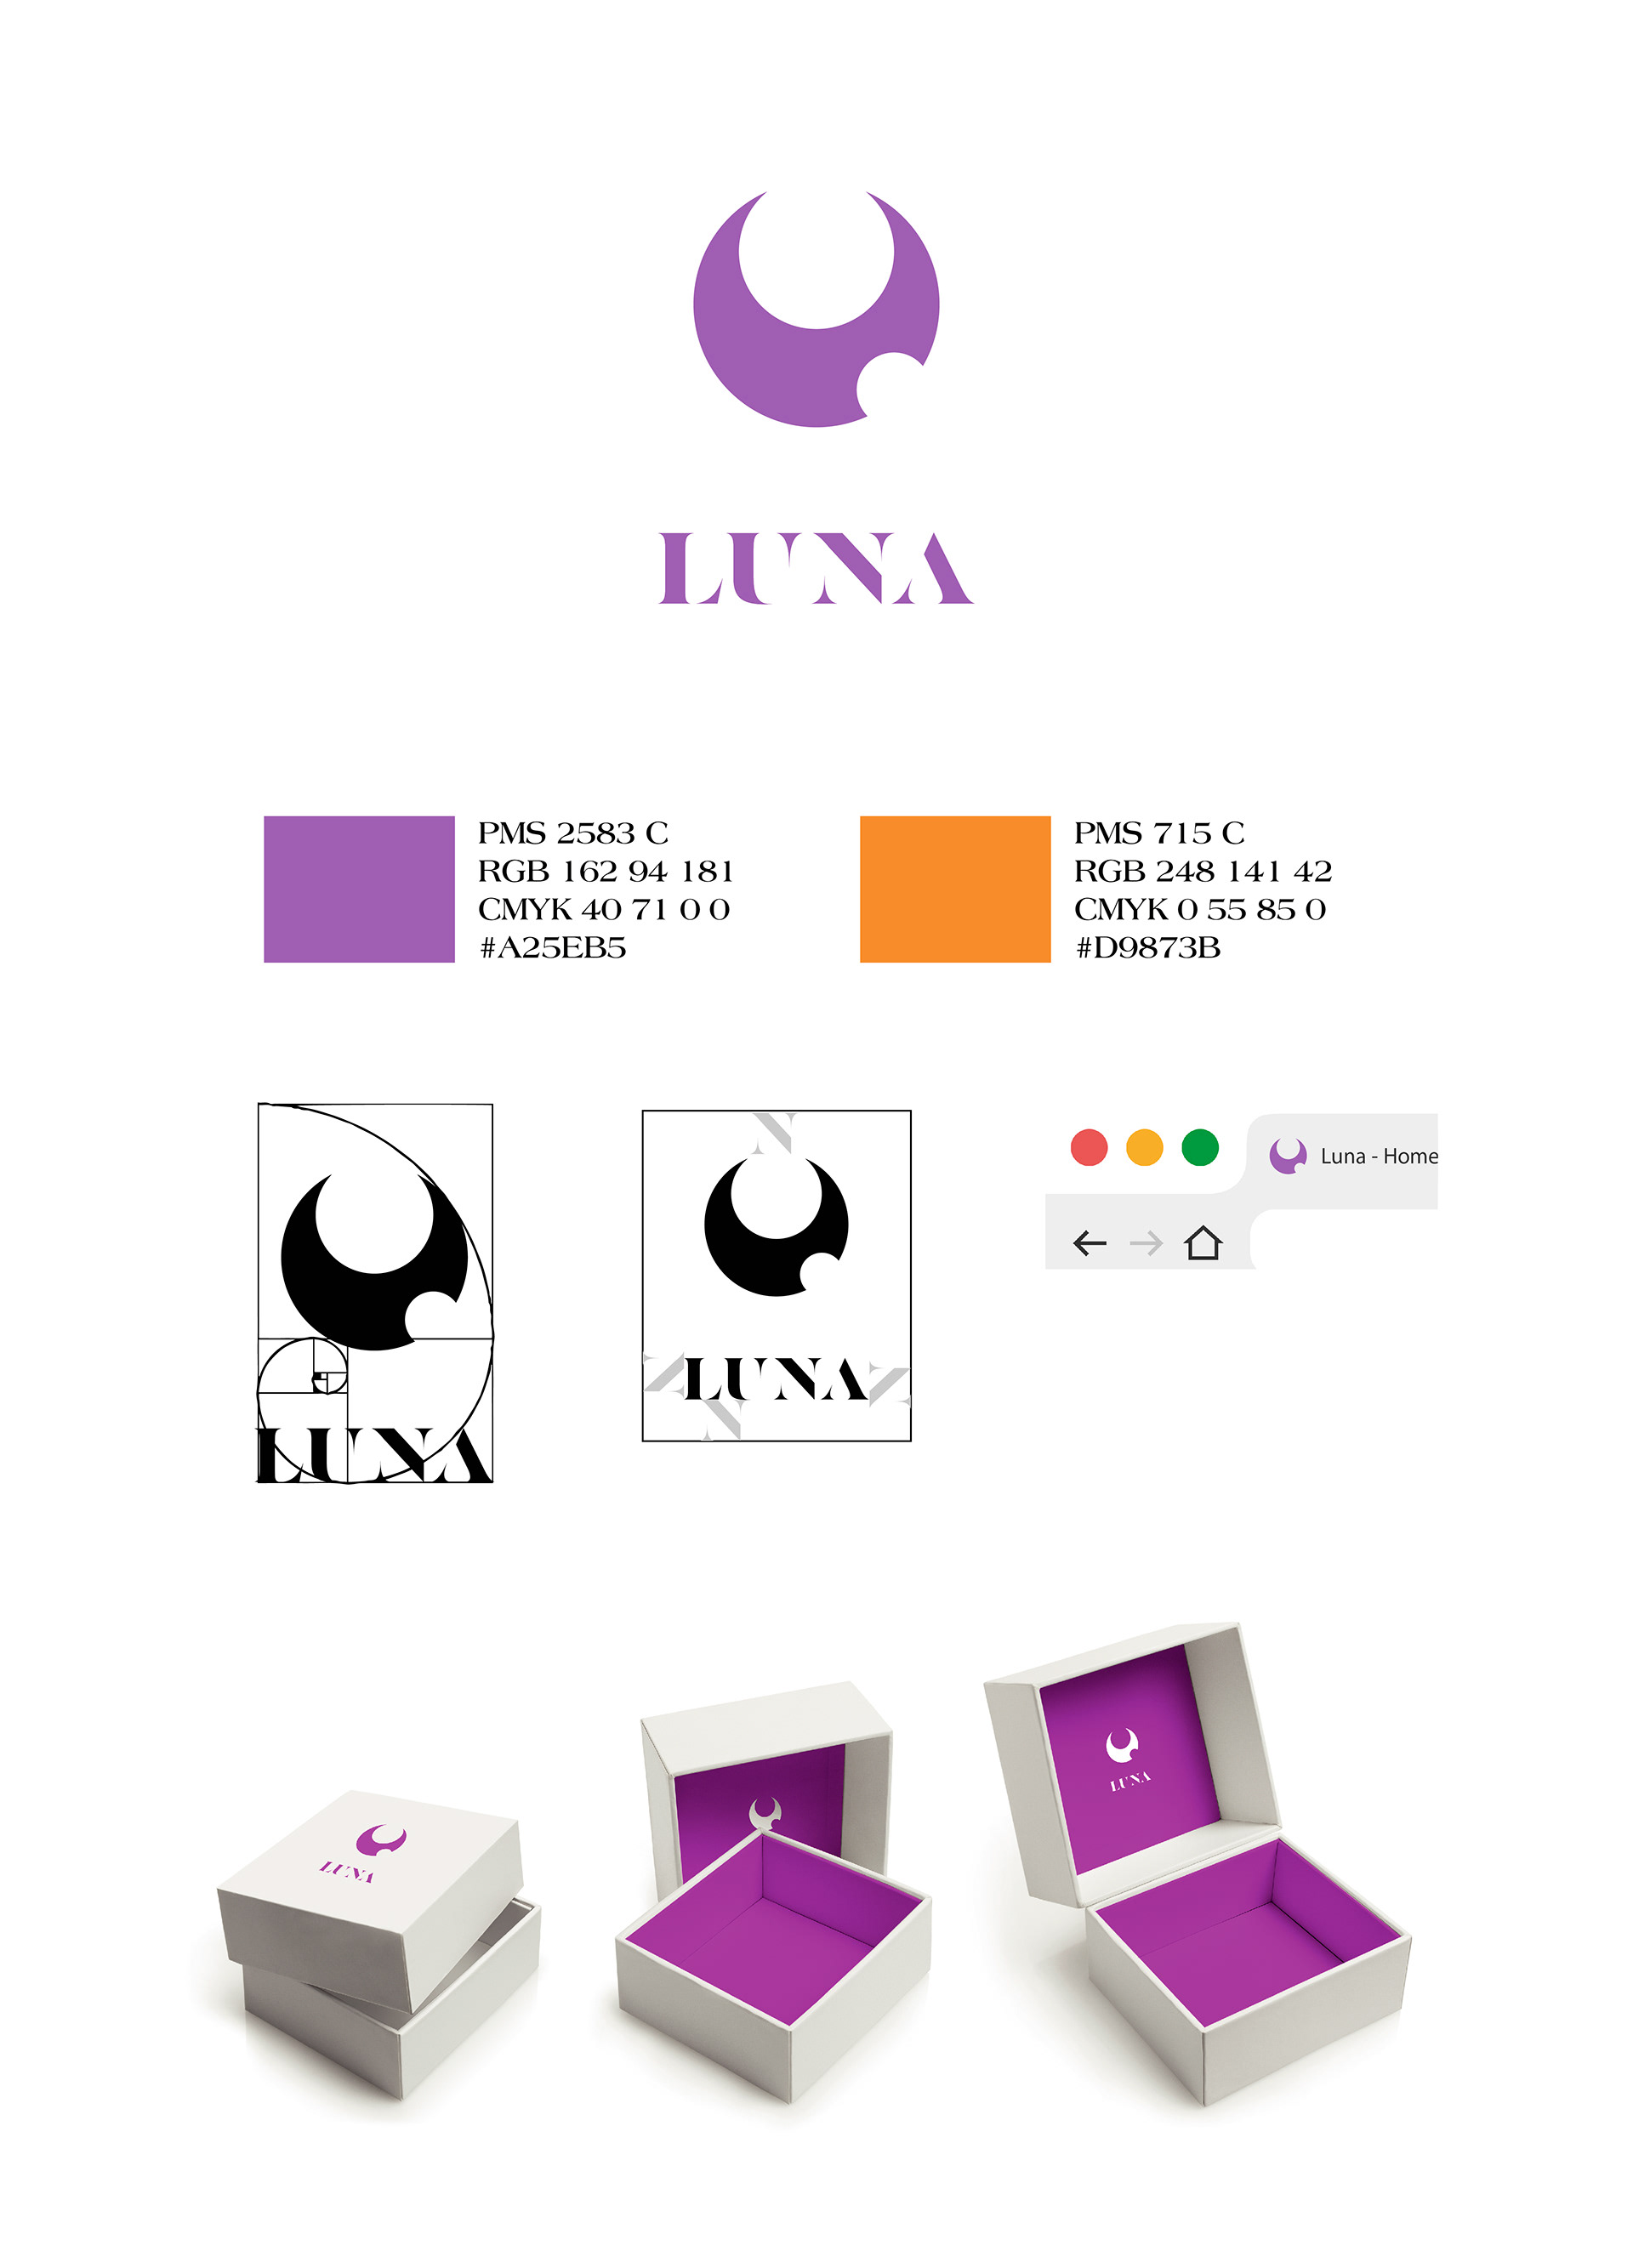 LUNA
PMS 2583 C
RGB 162 94 181
CMYK 40 71 0 0
#A25EB5
PMS 715 C
RGB 248 141 42
CMYK 0 55 85 0
#D9873B
N
LUNA
N
LUNA
N
N
Luna - Home
LUNA
LUNA